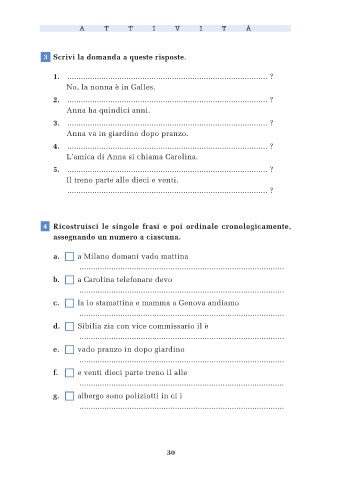 A T T I V I T À
3 Scrivi la domanda a queste risposte.
1. .................................................................................... ?
No, la nonna è in Galles.
2. .................................................................................... ?
Anna ha quindici anni.
3. .................................................................................... ?
Anna va in giardino dopo pranzo.
4. .................................................................................... ?
L'amica di Anna si chiama Carolina.
5. .................................................................................... ?
Il treno parte alle dieci e venti.
.................................................................................... ?
4 Ricostruisci le singole frasi e poi ordinale cronologicamente,
assegnando un numero a ciascuna.
a. a Milano domani vado mattina
......................................................................................
b. a Carolina telefonare devo
......................................................................................
c. la io stamattina e mamma a Genova andiamo
......................................................................................
d. Sibilia zia con vice commissario il è
......................................................................................
e. vado pranzo in dopo giardino
......................................................................................
f. e venti dieci parte treno il alle
......................................................................................
g. albergo sono poliziotti in ci i
......................................................................................
30